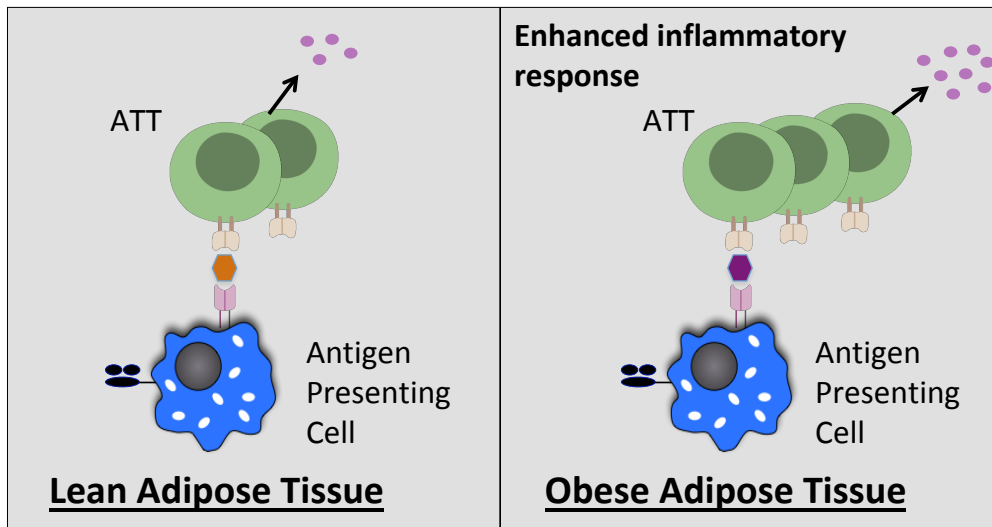 ATT
Antigen
Presenting
Cell
Lean Adipose Tissue
Enhanced inflammatory
response
ATT
Antigen
Presenting
Cell
Obese Adipose Tissue